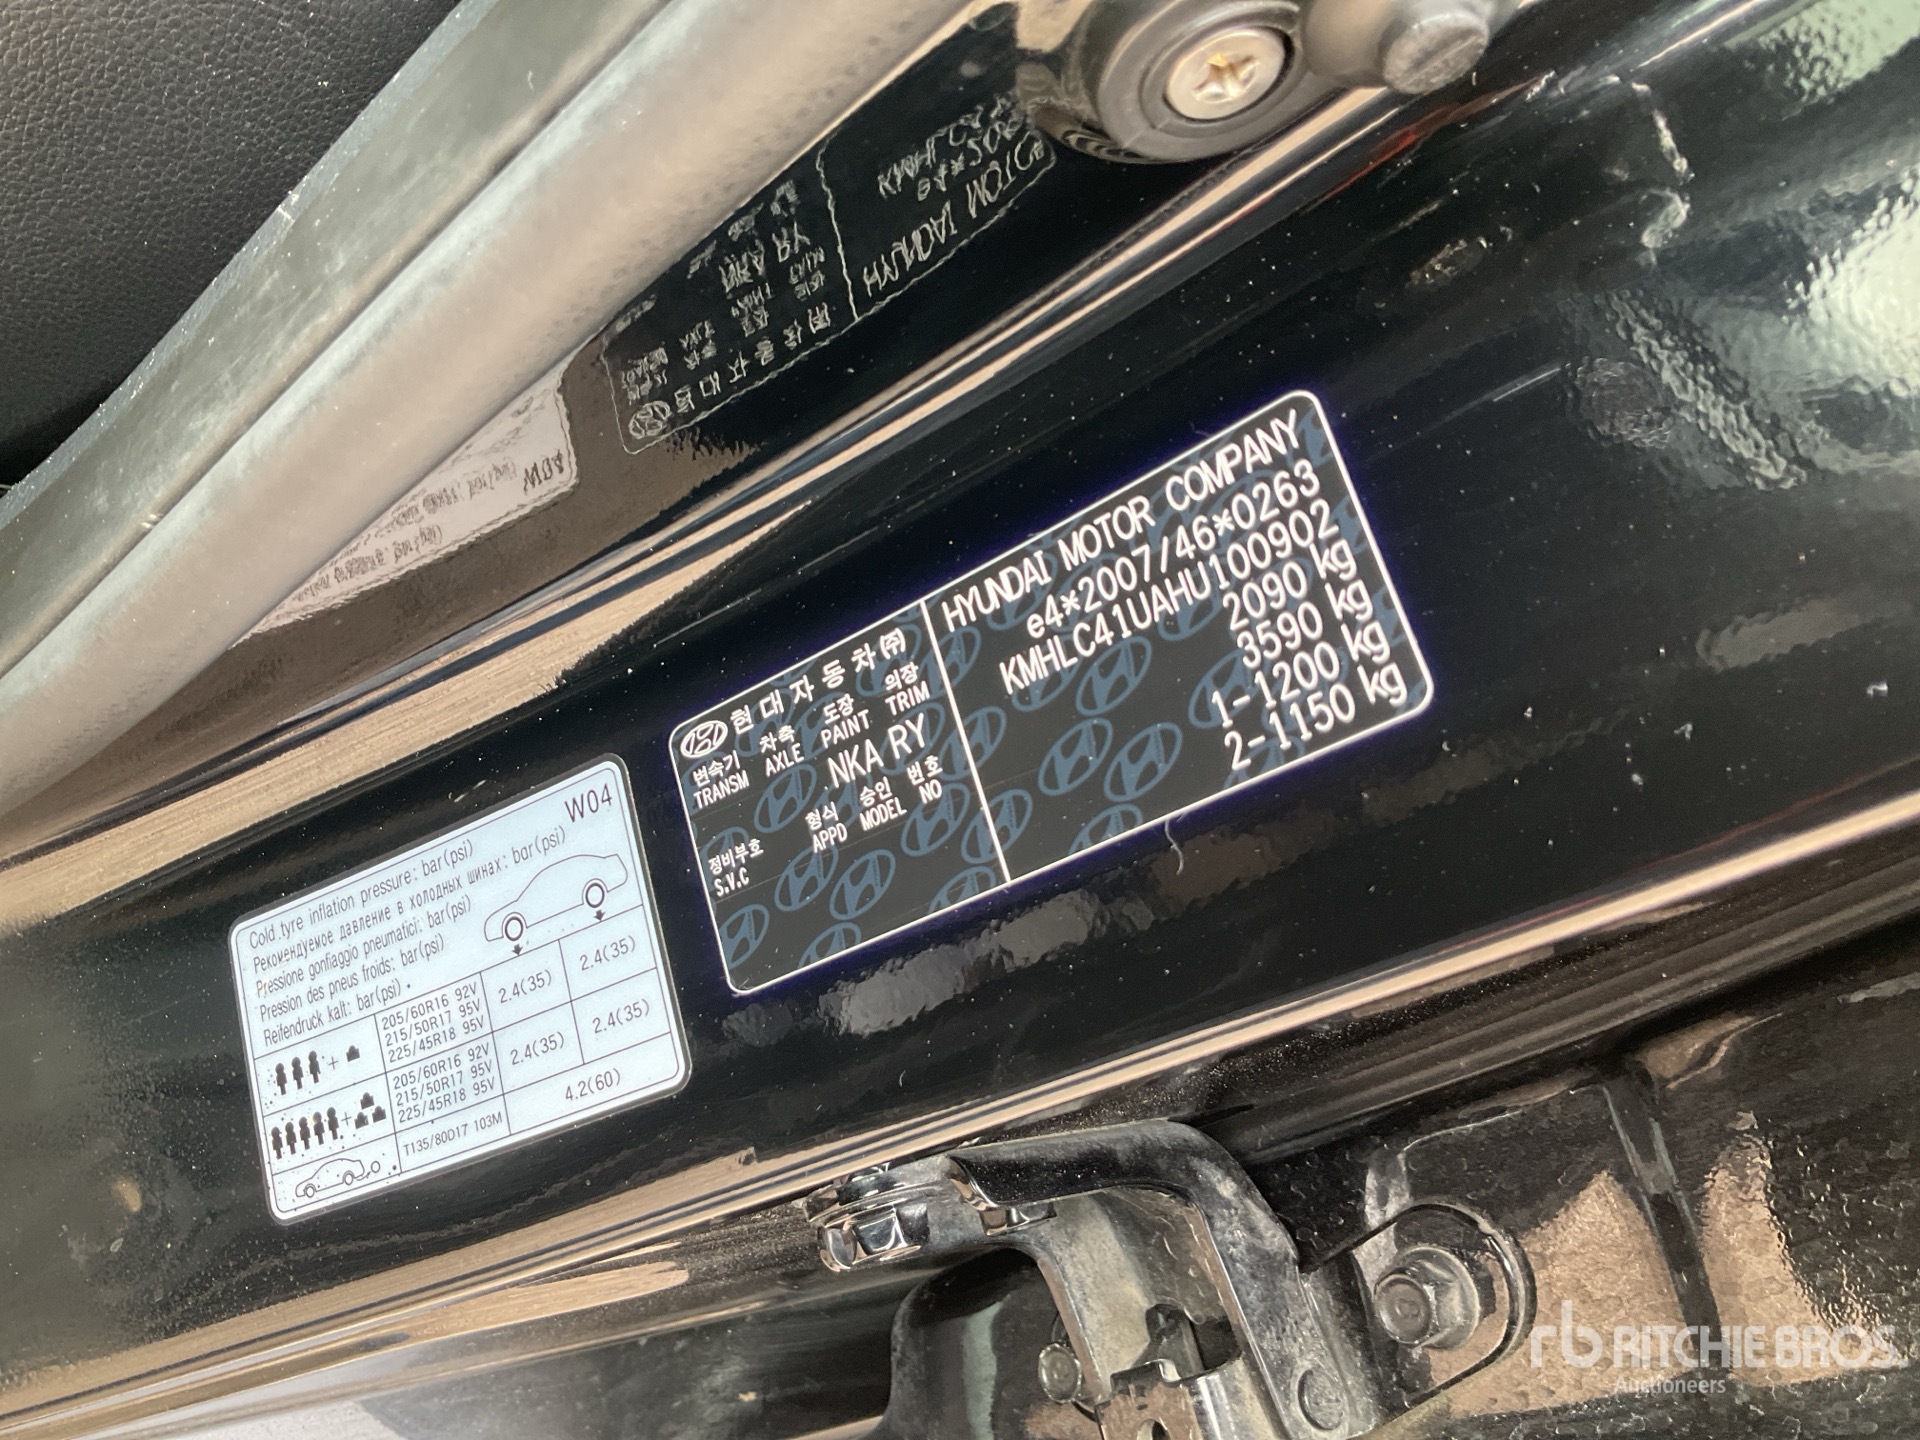 현대자동차㈜
변속기 차축 도장 의장
TRANSM AXLE PAINT TRIM
NKA RY
형식 승인 번호
정비부호 APPD MODEL NO
S.V.C
HYUNDAI MOTOR COMPANY
e4*2007/46*0263
KMHLC41UAHU100902
2090 kg
3590 kg
1-1200 kg
2-1150 kg
W04
Cold tyre inflation pressure: bar(psi)
Рекомендуемое давление в холодных шинах: bar(psi)
Pressione gonfiaggio pneumatici: bar(psi)
Pression des pneus froids: bar(psi)
Reifendruck kalt: bar(psi)
205/60R16 92V
215/50R17 95V
225/45R18 95V
2.4(35) 2.4(35)
205/60R16 92V
215/50R17 95V
225/45R18 95V
2.4(35) 2.4(35)
T135/80D17 103M 4.2(60)
rb RITCHIE BROS.
Auctioneers